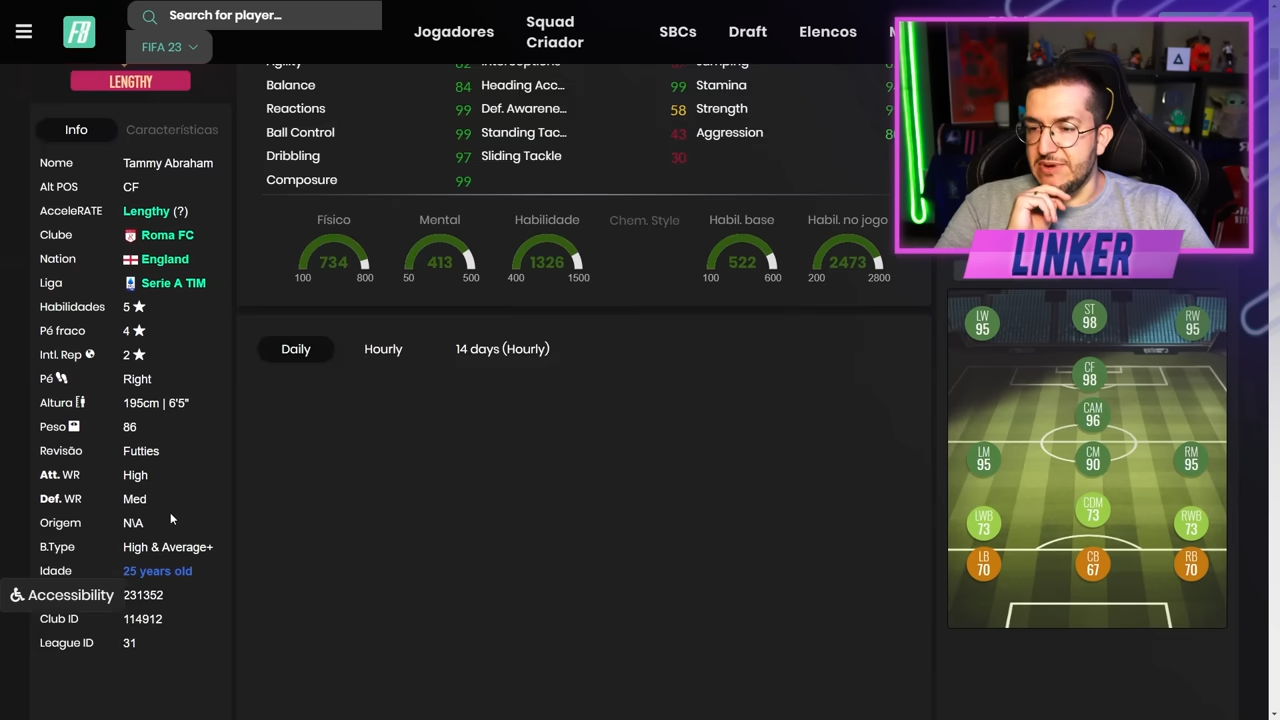 Search for player...
FIFA 23
Jogadores
Squad Criador
SBCs
Draft
Elencos
LENGTHY
Info
Características
Nome Tammy Abraham
Alt POS CF
AcceleRATE Lengthy (?)
Clube Roma FC
Nation England
Liga Serie A TIM
Habilidades 5
Pé fraco 4
Intl. Rep 2
Pé Right
Altura 195cm | 6'5"
Peso 86
Revisão Futties
Att. WR High
Def. WR Med
Origem N\A
B.Type High & Average+
Idade 25 years old
Accessibility 231352
Club ID 114912
League ID 31
Balance 84 Heading Acc... 99 Stamina
Reactions 99 Def. Awarene... 58 Strength
Ball Control 99 Standing Tac... 43 Aggression
Dribbling 97 Sliding Tackle 30
Composure 99
Físico Mental Habilidade Chem. Style Habil. base Habil. no jogo
734 413 1326 522 2473
100 800 50 500 400 1500 100 600 200 2800
Daily Hourly 14 days (Hourly)
LINKER
LW 95
ST 98
RW 95
CF 98
CAM 96
LM 95
CM 90
RM 95
LWB 73
CDM 73
RWB 73
LB 70
CB 67
RB 70